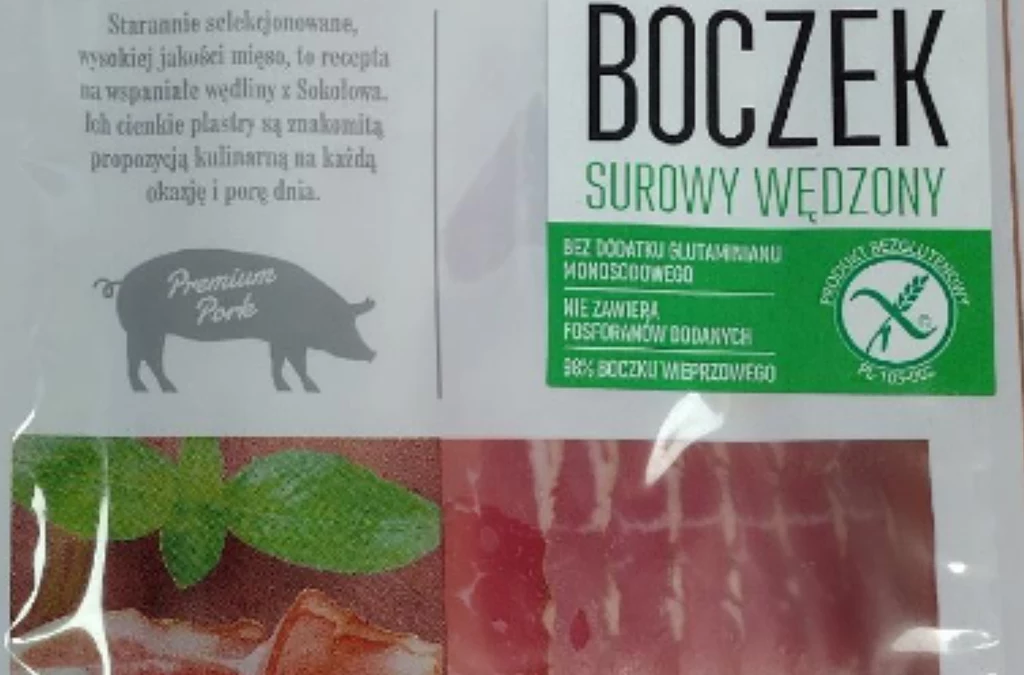 Starannie selekcjonowane,
wysokiej jakości mięso, to recepta
na wspaniałe wędliny z Sokołowa.
Ich cienkie plastry są znakomitą
propozycją kulinarną na każdą
okazję i porę dnia.
Premium
Pork
BOCZEK
SUROWY WĘDZONY
BEZ DODATKU GLUTAMINIANU
MONOSODOWEGO
NIE ZAWIERA
FOSFORANÓW DODANYCH
98% BOCZKU WIEPRZOWEGO
PRODUKT BEZGLUTENOWY